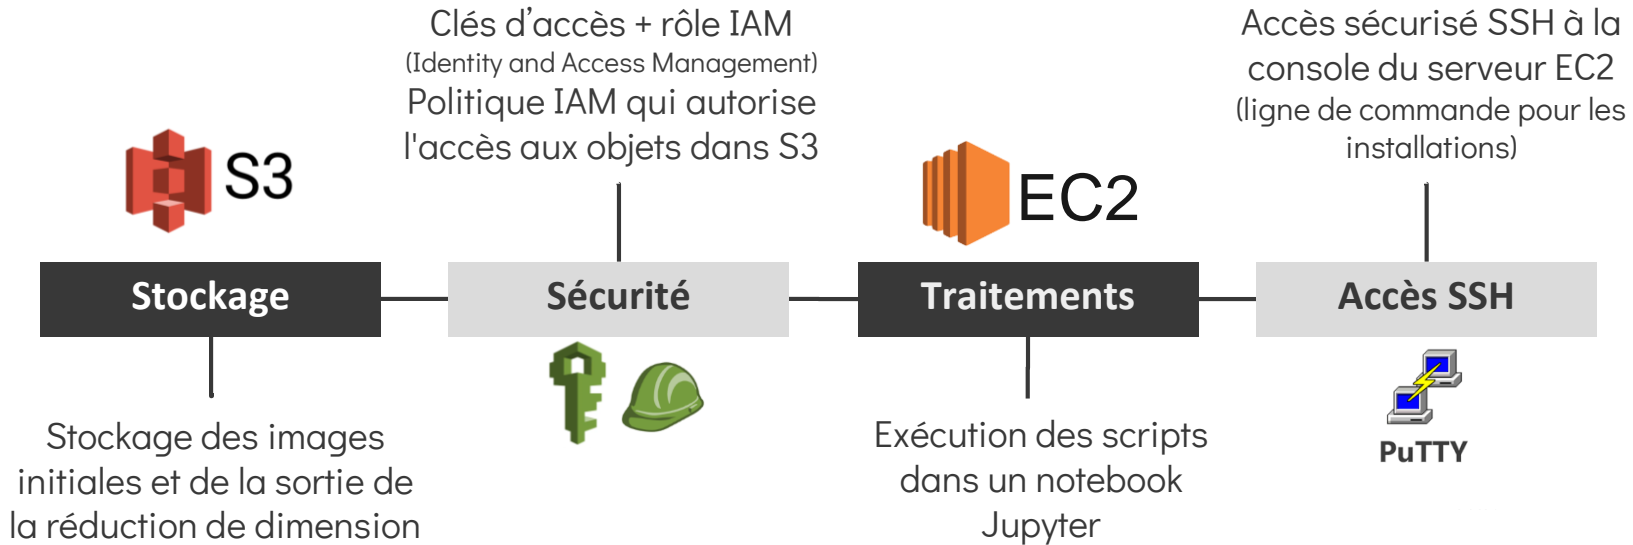 Clés d’accès + rôle IAM
(Identity and Access Management)
Politique IAM qui autorise
l'accès aux objets dans S3
Accès sécurisé SSH à la
console du serveur EC2
(ligne de commande pour les
installations)
S3
EC2
Stockage
Sécurité
Traitements
Accès SSH
Stockage des images
initiales et de la sortie de
la réduction de dimension
Exécution des scripts
dans un notebook
Jupyter
PuTTY